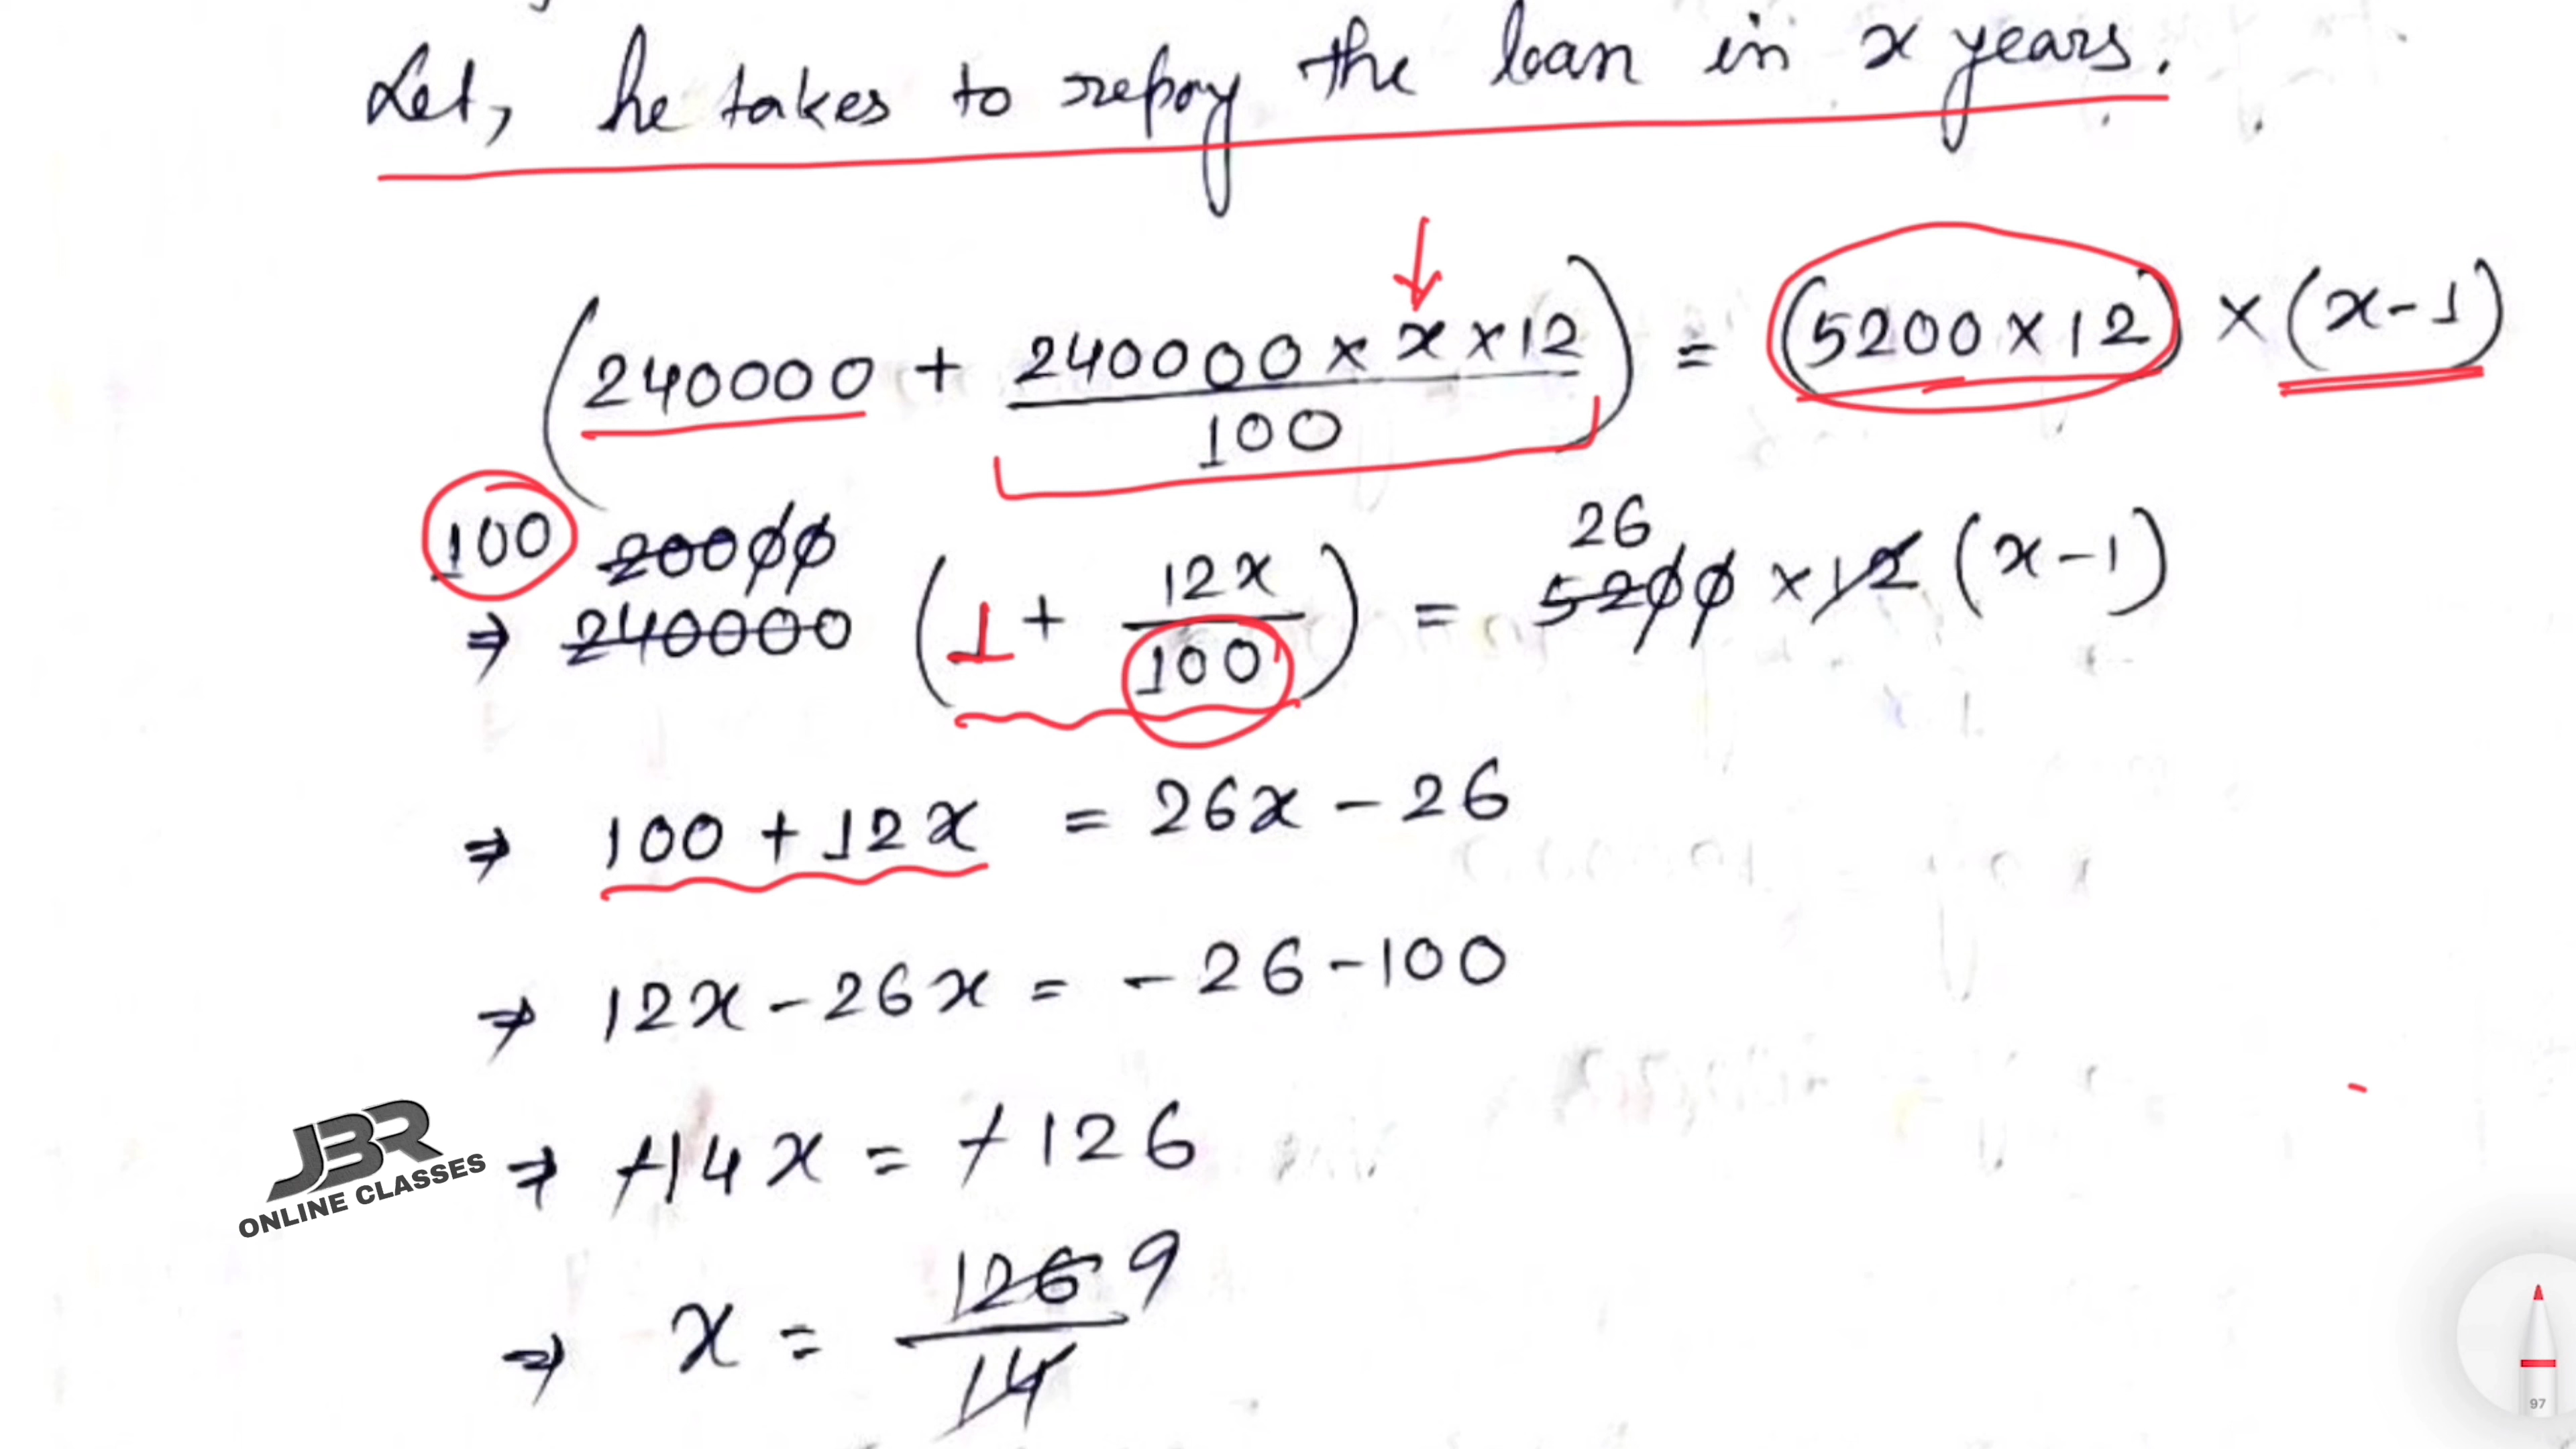 Let, he takes to repay the loan in x years.
(240000 + 240000 × x × 12 / 100) = (5200 × 12) × (x - 1)
100 20000
26
⇒ 240000 (1 + 12x / 100) = 5200 × 12 (x - 1)
⇒ 100 + 12x = 26x - 26
⇒ 12x - 26x = - 26 - 100
⇒ -14x = -126
⇒ x = 126 / 14 9
JBR
ONLINE CLASSES
97